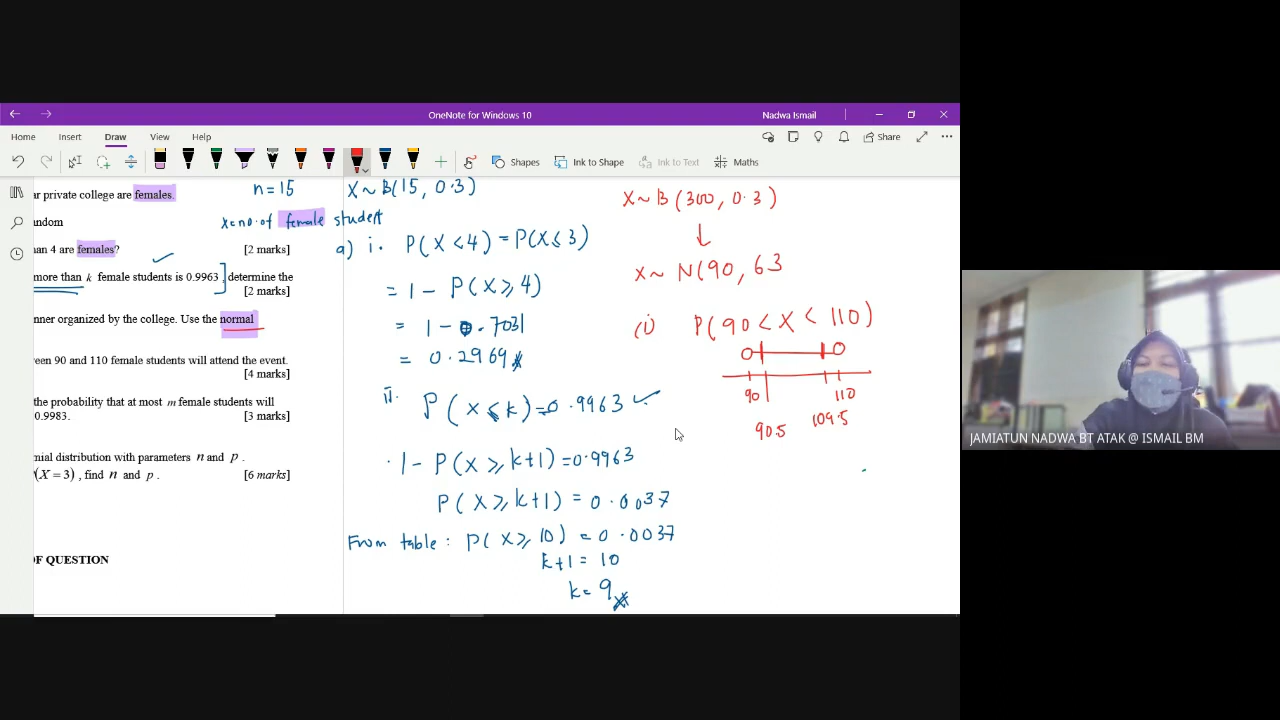 OneNote for Windows 10
Nadwa Ismail
Home Insert Draw View Help
Share
Shapes
Ink to Shape
Ink to Text
Maths
ar private college are females.
ndom
an 4 are females?
[2 marks]
more than k female students is 0.9963, determine the
[2 marks]
nner organized by the college. Use the normal
een 90 and 110 female students will attend the event.
[4 marks]
the probability that at most m female students will
0.9983.
[3 marks]
mial distribution with parameters n and p.
(X = 3), find n and p.
[6 marks]
OF QUESTION
n = 15
X ~ B(15, 0.3)
x = no. of female student
a) i. P(X < 4) = P(X ≤ 3)
= 1 - P(X ≥ 4)
= 1 - 0.7031
= 0.2969
ii. P(X ≤ k) = 0.9963
1 - P(X ≥ k+1) = 0.9963
P(X ≥ k+1) = 0.0037
From table: P(X ≥ 10) = 0.0037
k+1 = 10
k = 9
X ~ B(300, 0.3)
X ~ N(90, 63
(i) P(90 < X < 110)
90
110
90.5
109.5
JAMIATUN NADWA BT ATAK @ ISMAIL BM